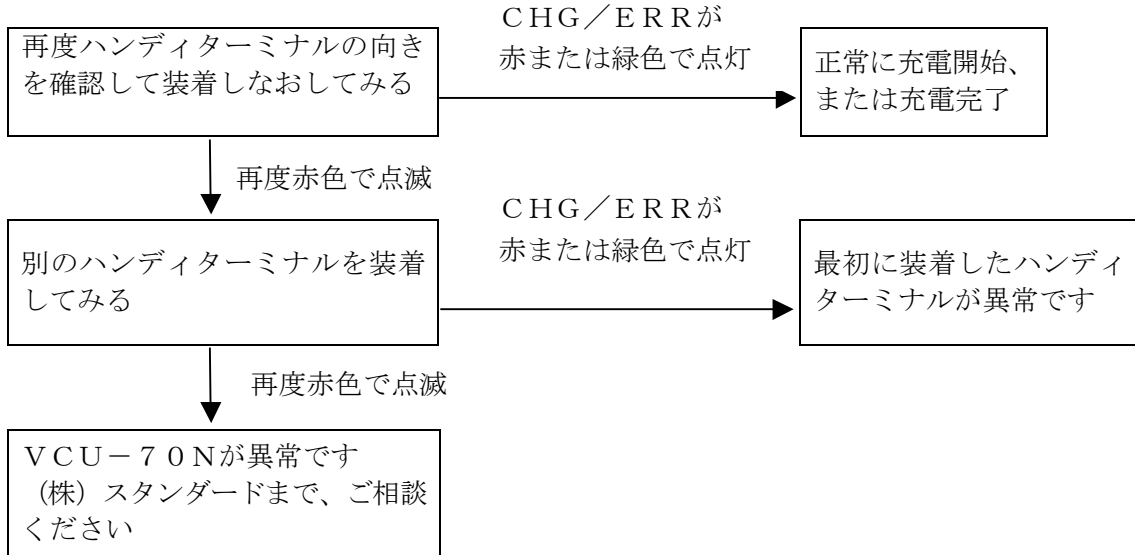 再度ハンディターミナルの向き
を確認して装着しなおしてみる
ＣＨＧ／ＥＲＲが
赤または緑色で点灯
正常に充電開始、
または充電完了
再度赤色で点滅
別のハンディターミナルを装着
してみる
ＣＨＧ／ＥＲＲが
赤または緑色で点灯
最初に装着したハンディ
ターミナルが異常です
再度赤色で点滅
ＶＣＵ－７０Ｎが異常です
（株）スタンダードまで、ご相談
ください